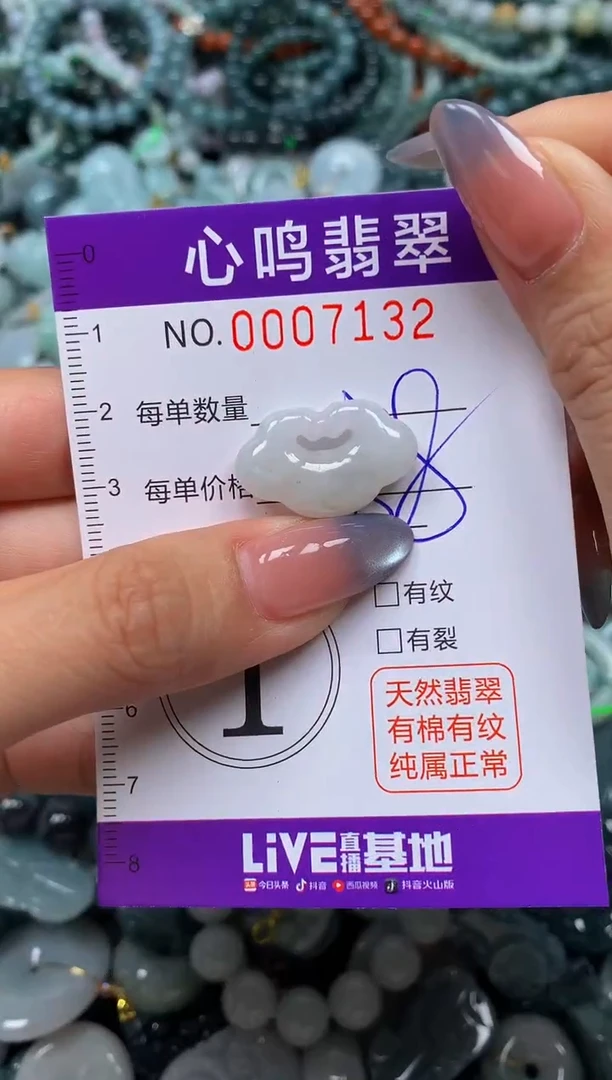 心鸣翡翠
0
1
NO.0007132
2 每单数量
3 每单价格
有纹
有裂
1
天然翡翠
有棉有纹
纯属正常
6
7
8
LiVE直播基地
头条 今日头条 抖音 西瓜视频 抖音火山版